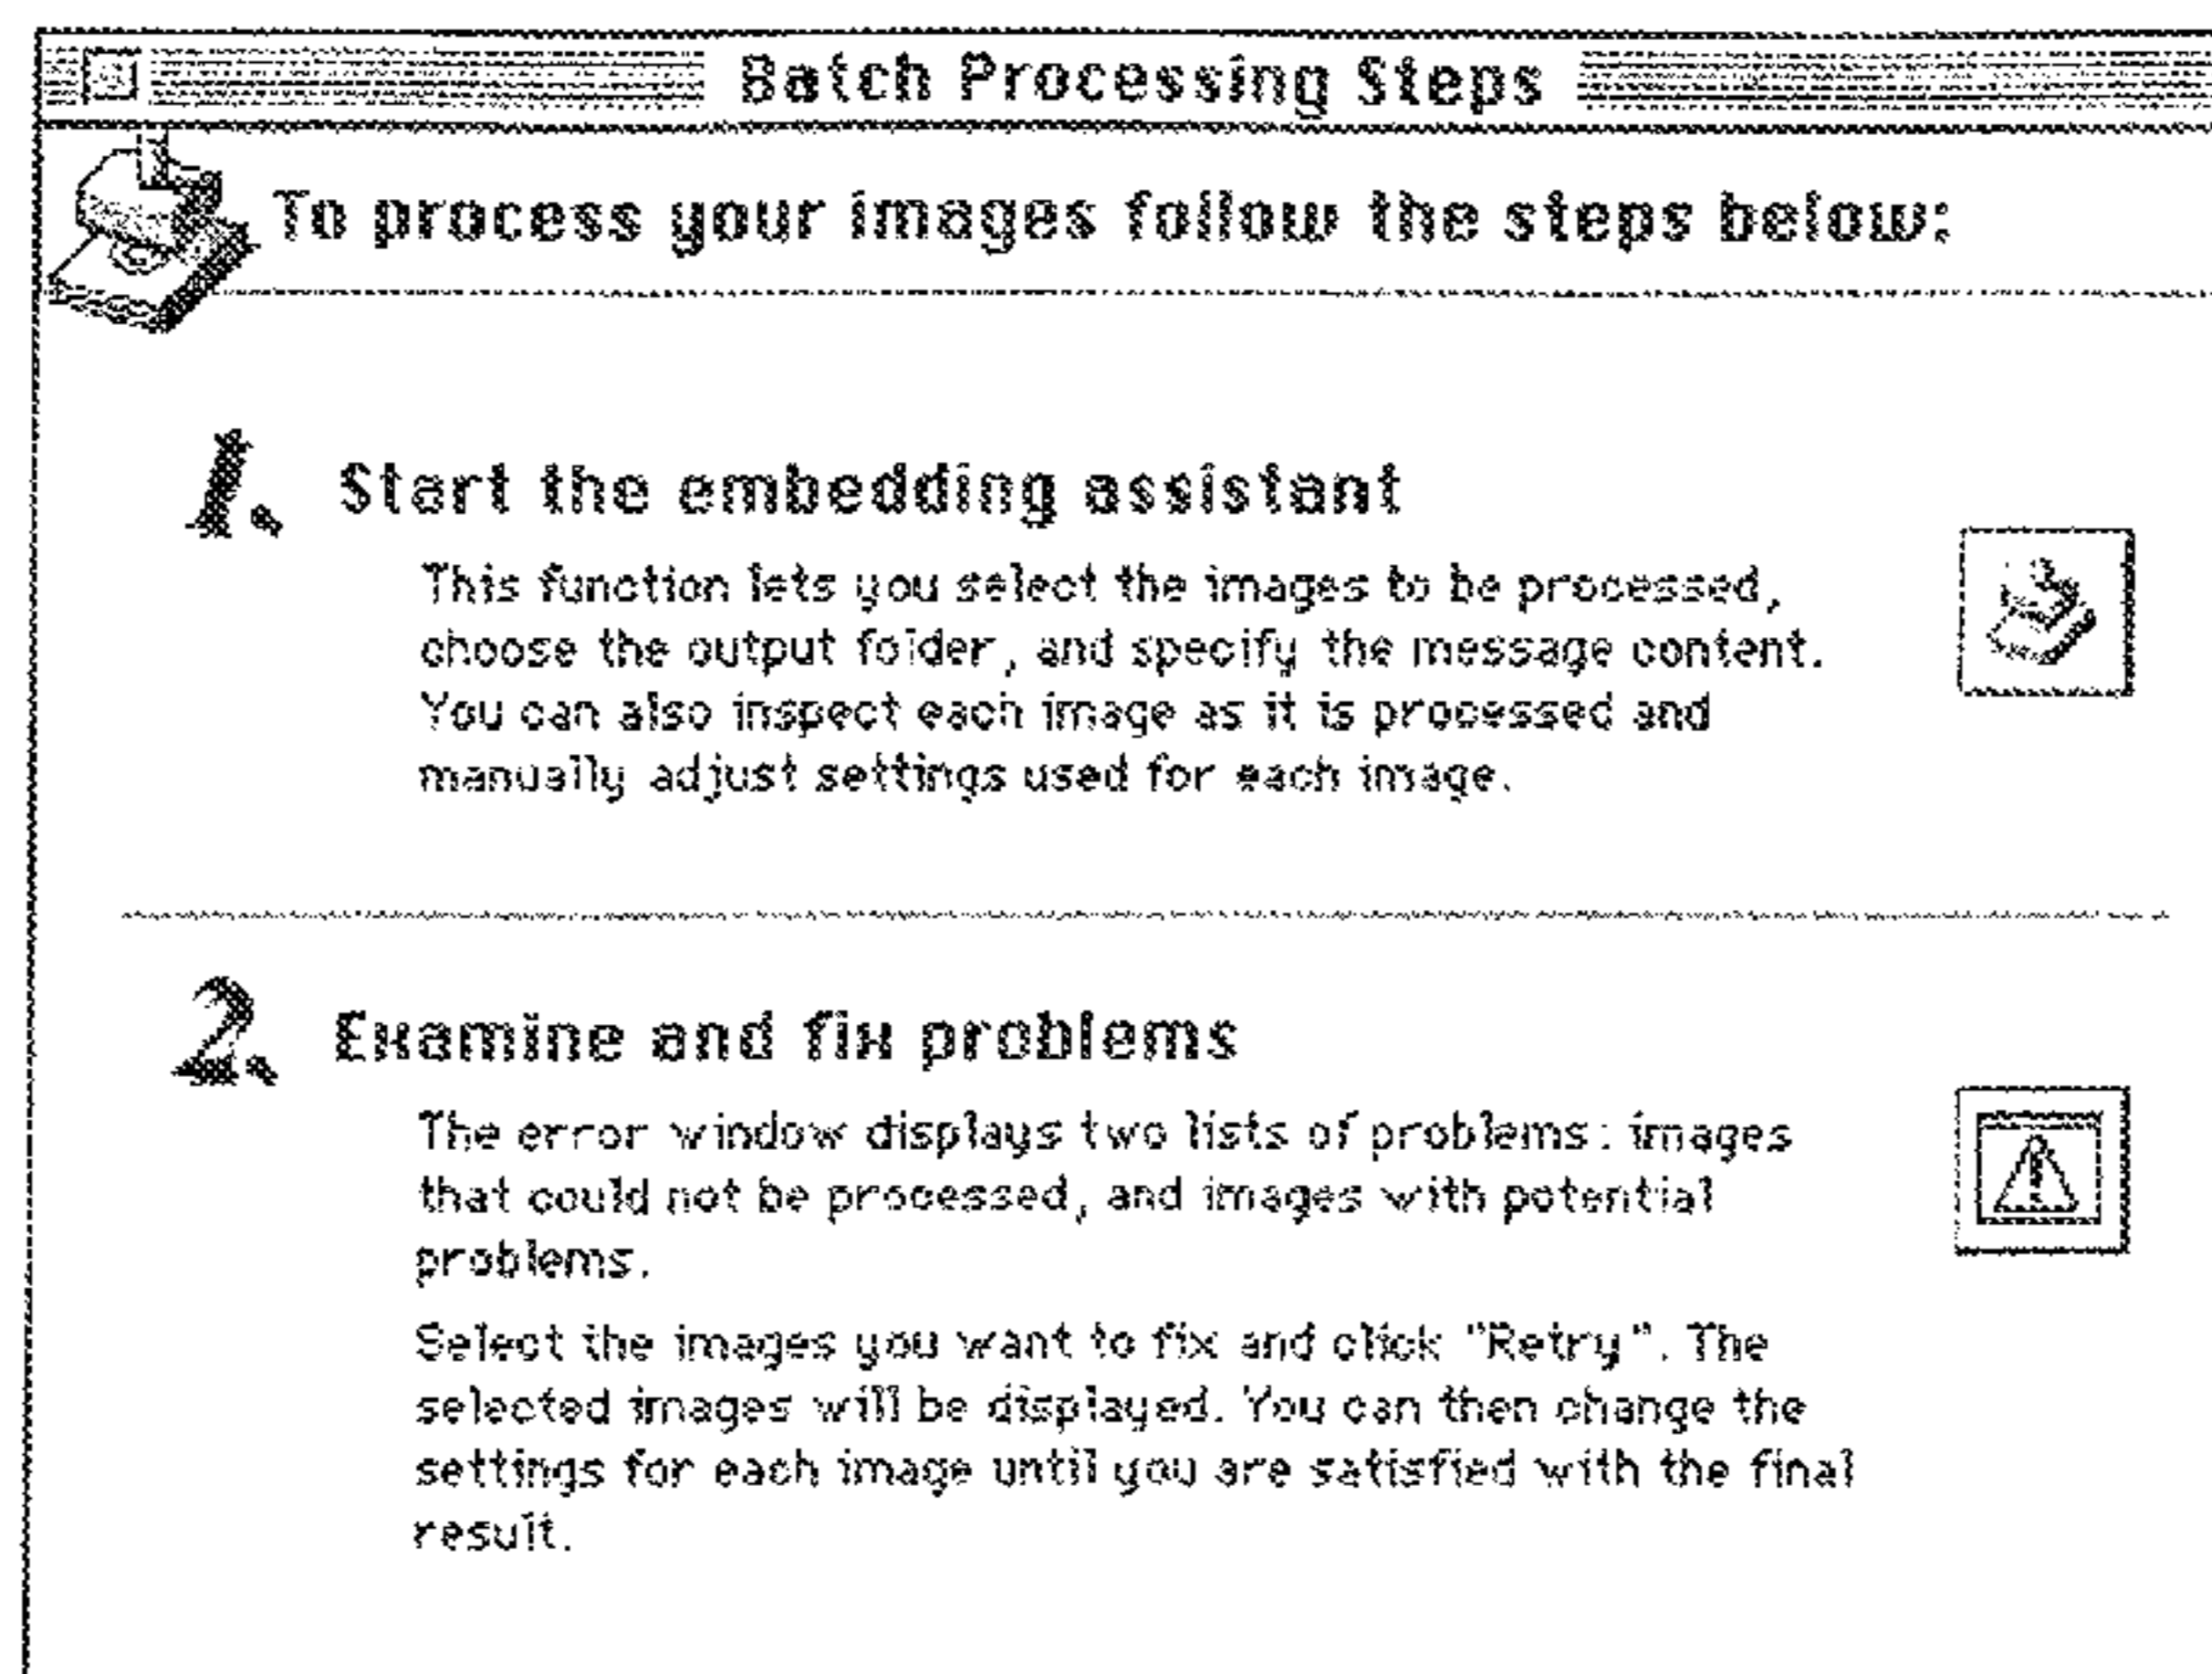 Batch Processing Steps
To process your images follow the steps below:
1. Start the embedding assistant
This function lets you select the images to be processed,
choose the output folder, and specify the message content.
You can also inspect each image as it is processed and
manually adjust settings used for each image.
2. Examine and fix problems
The error window displays two lists of problems: images
that could not be processed, and images with potential
problems.
Select the images you want to fix and click "Retry". The
selected images will be displayed. You can then change the
settings for each image until you are satisfied with the final
result.